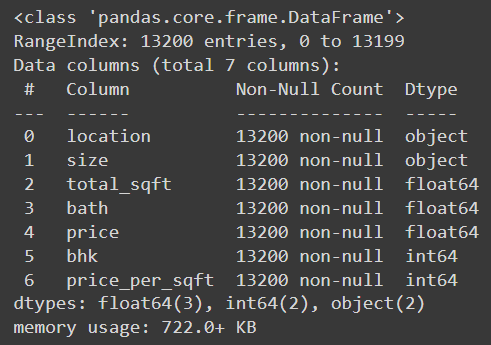 <class 'pandas.core.frame.DataFrame'>
RangeIndex: 13200 entries, 0 to 13199
Data columns (total 7 columns):
 #   Column          Non-Null Count  Dtype
---  ------          --------------  -----
 0   location        13200 non-null  object
 1   size            13200 non-null  object
 2   total_sqft      13200 non-null  float64
 3   bath            13200 non-null  float64
 4   price           13200 non-null  float64
 5   bhk             13200 non-null  int64
 6   price_per_sqft  13200 non-null  int64
dtypes: float64(3), int64(2), object(2)
memory usage: 722.0+ KB